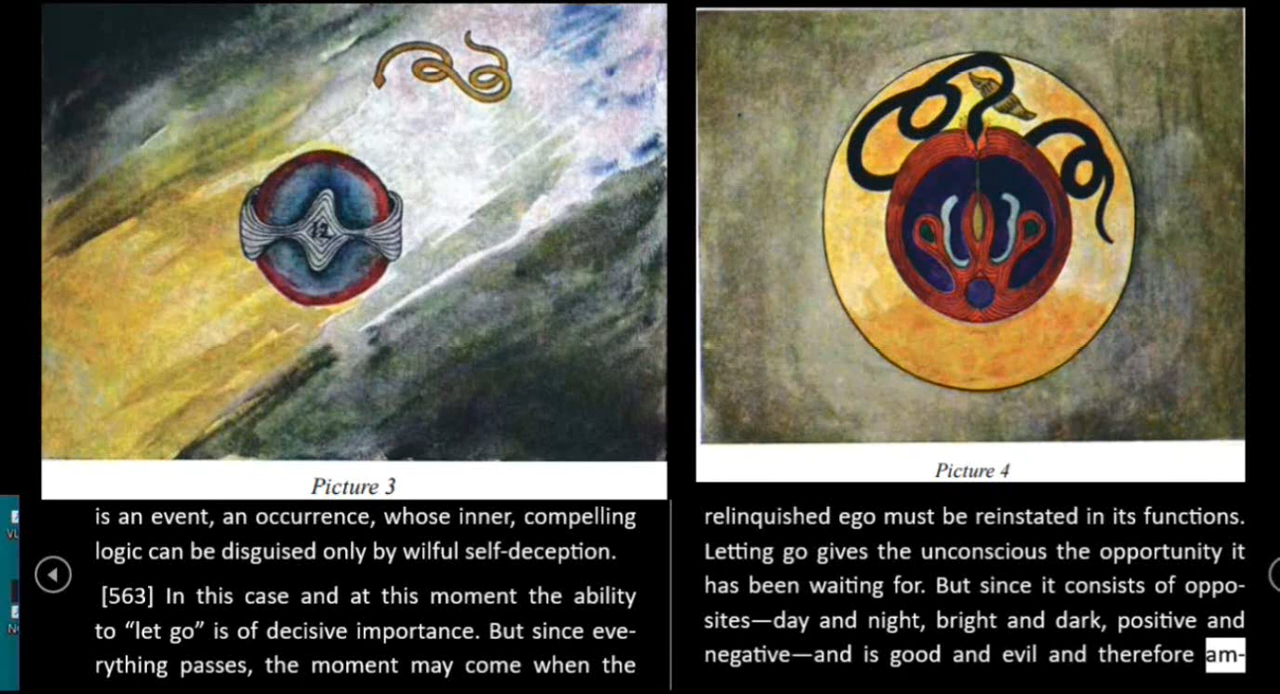 Picture 3
is an event, an occurrence, whose inner, compelling
logic can be disguised only by wilful self-deception.
[563] In this case and at this moment the ability
to “let go” is of decisive importance. But since eve-
rything passes, the moment may come when the
Picture 4
relinquished ego must be reinstated in its functions.
Letting go gives the unconscious the opportunity it
has been waiting for. But since it consists of oppo-
sites—day and night, bright and dark, positive and
negative—and is good and evil and therefore am-
12